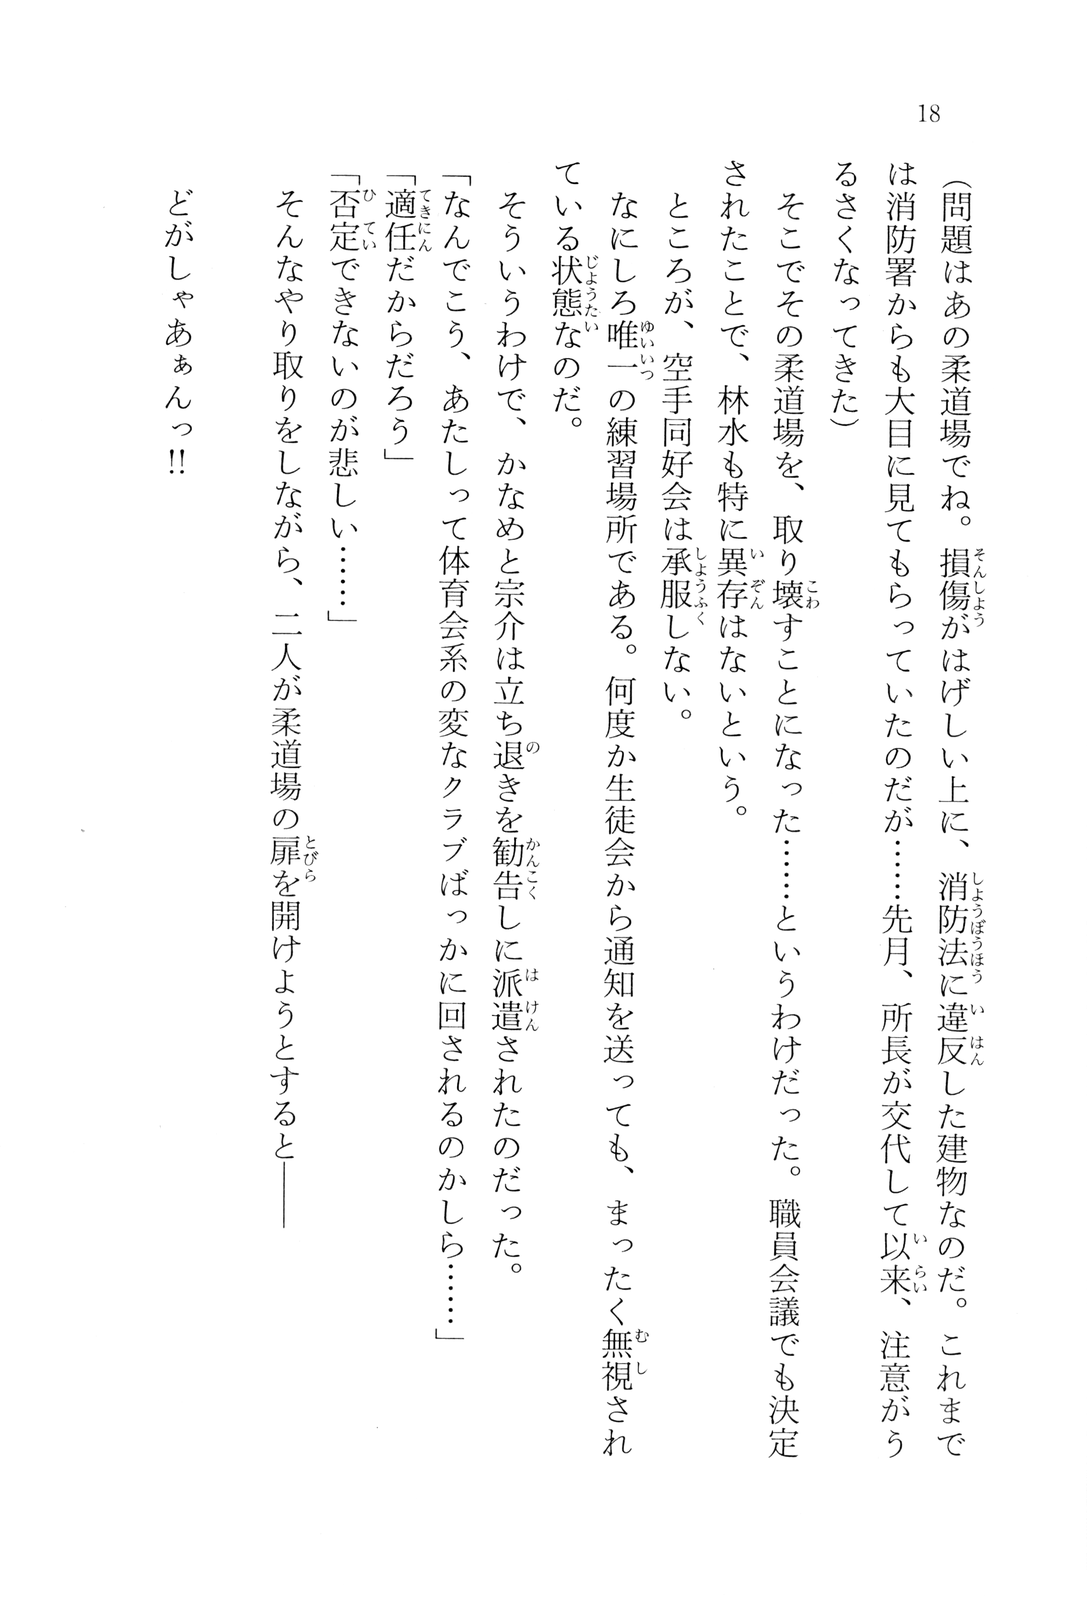 18
(問題はあの柔道場でね。損傷がはげしい上に、消防法に違反した建物なのだ。これまで
は消防署からも大目に見てもらっていたのだが……先月、所長が交代して以来、注意がう
るさくなってきた)
そこでその柔道場を、取り壊すことになった……というわけだった。職員会議でも決定
されたことで、林水も特に異存はないという。
ところが、空手同好会は承服しない。
なにしろ唯一の練習場所である。何度か生徒会から通知を送っても、まったく無視され
ている状態なのだ。
そういうわけで、かなめと宗介は立ち退きを勧告しに派遣されたのだった。
「なんでこう、あたしって体育会系の変なクラブばっかに回されるのかしら……」
「適任だからだろう」
「否定できないのが悲しい……」
そんなやり取りをしながら、二人が柔道場の扉を開けようとすると――
どがしゃあぁんっ!!